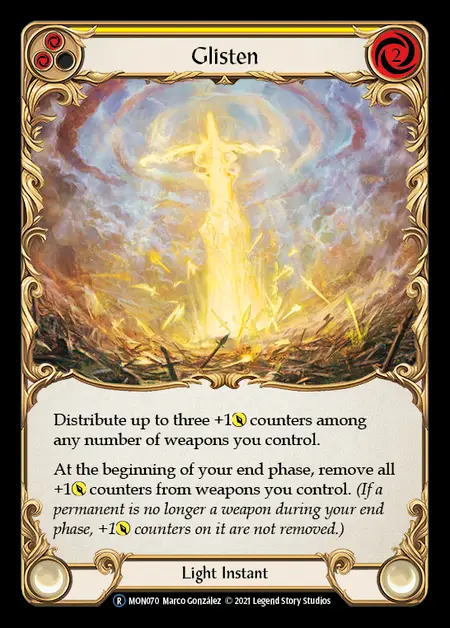 Glisten
2
Distribute up to three +1 counters among
any number of weapons you control.
At the beginning of your end phase, remove all
+1 counters from weapons you control. (If a
permanent is no longer a weapon during your end
phase, +1 counters on it are not removed.)
Light Instant
R MON070 Marco González © 2021 Legend Story Studios